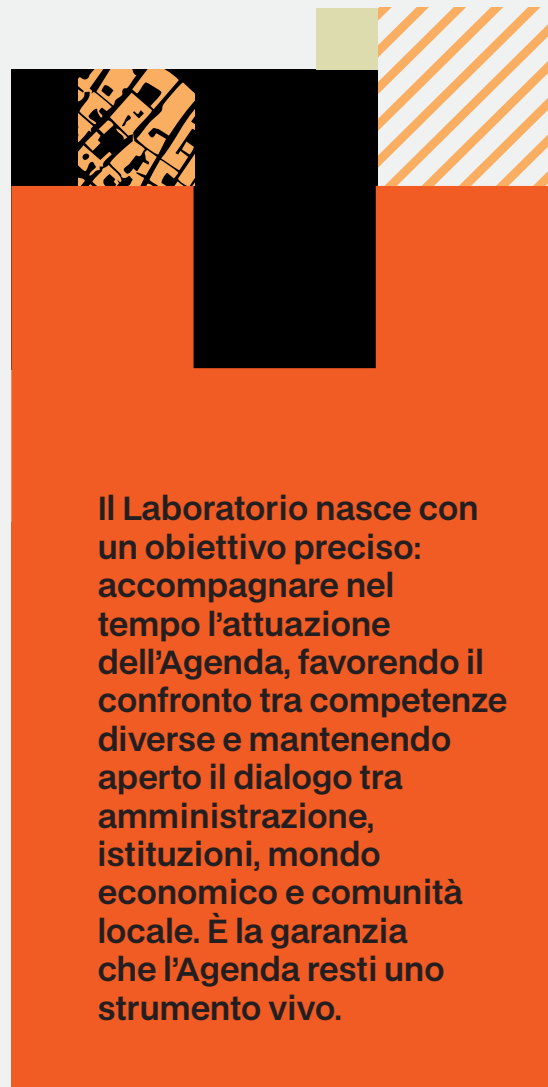 Il Laboratorio nasce con
un obiettivo preciso:
accompagnare nel
tempo l’attuazione
dell’Agenda, favorendo il
confronto tra competenze
diverse e mantenendo
aperto il dialogo tra
amministrazione,
istituzioni, mondo
economico e comunità
locale. È la garanzia
che l’Agenda resti uno
strumento vivo.